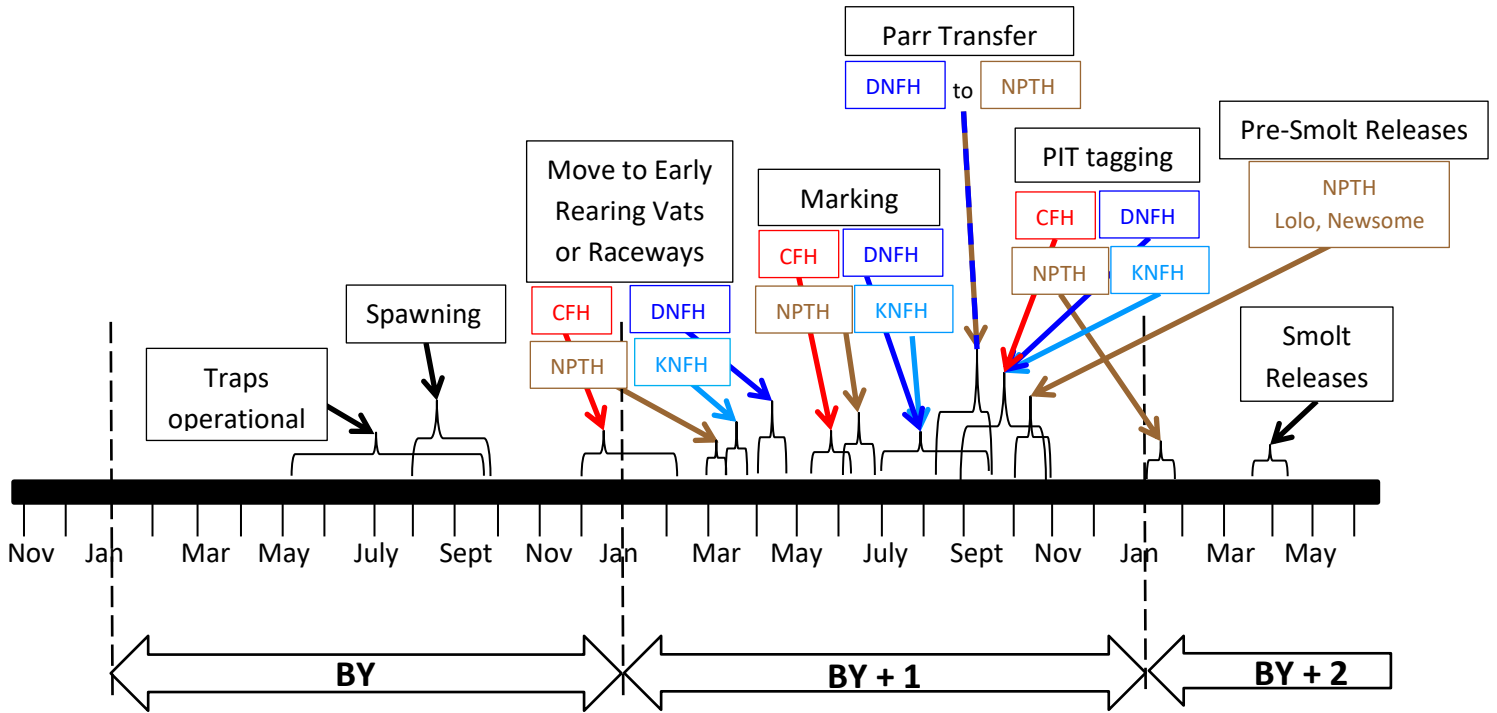 Parr Transfer
DNFH to NPTH
Pre-Smolt Releases
NPTH
Lolo, Newsome
PIT tagging
CFH DNFH
NPTH KNFH
Move to Early
Rearing Vats
or Raceways
CFH DNFH
NPTH KNFH
Marking
CFH DNFH
NPTH KNFH
Spawning
Traps
operational
Smolt
Releases
Nov Jan Mar May July Sept Nov Jan Mar May July Sept Nov Jan Mar May
BY BY + 1 BY + 2